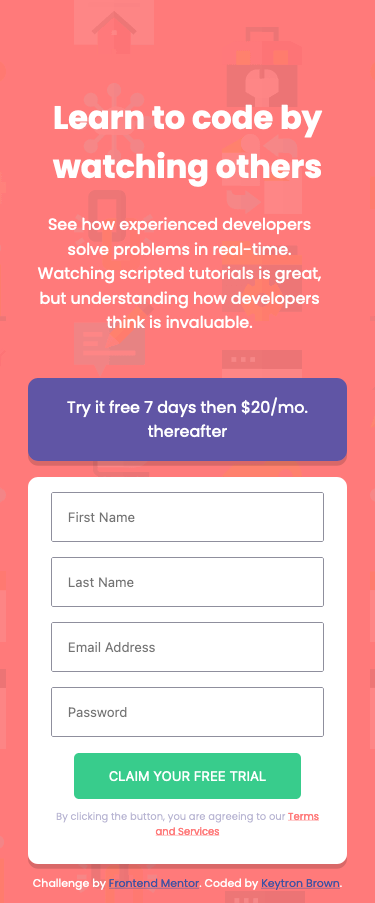 Learn to code by
watching others
See how experienced developers
solve problems in real-time.
Watching scripted tutorials is great,
but understanding how developers
think is invaluable.
Try it free 7 days then $20/mo.
thereafter
First Name
Last Name
Email Address
Password
CLAIM YOUR FREE TRIAL
By clicking the button, you are agreeing to our Terms
and Services
Challenge by Frontend Mentor. Coded by Keytron Brown.